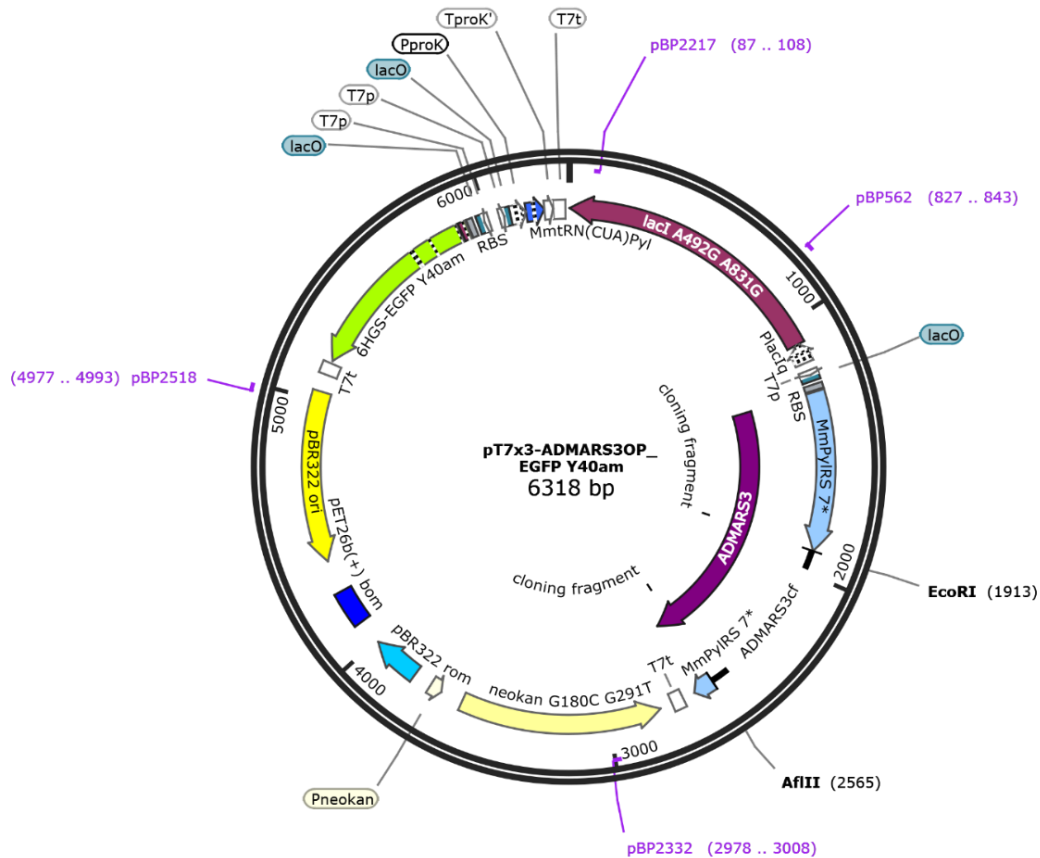 TproK'
T7t
PproK
lacO
T7p
T7p
lacO
pBP2217 (87 .. 108)
pBP562 (827 .. 843)
6000
RBS
MmtRN(CUA)Pyl
lacI A492G A831G
1000
6HGS-EGFP Y40am
PlacIq
lacO
T7p
RBS
(4977 .. 4993) pBP2518
T7t
5000
cloning fragment
pT7x3-ADMARS3OP_
EGFP Y40am
6318 bp
MmPylRS 7*
pBR322 ori
ADMARS3
2000
EcoRI (1913)
pET26b(+) bom
cloning fragment
ADMARS3cf
MmPylRS 7*
T7t
pBR322 rom
4000
neokan G180C G291T
3000
AflII (2565)
Pneokan
pBP2332 (2978 .. 3008)